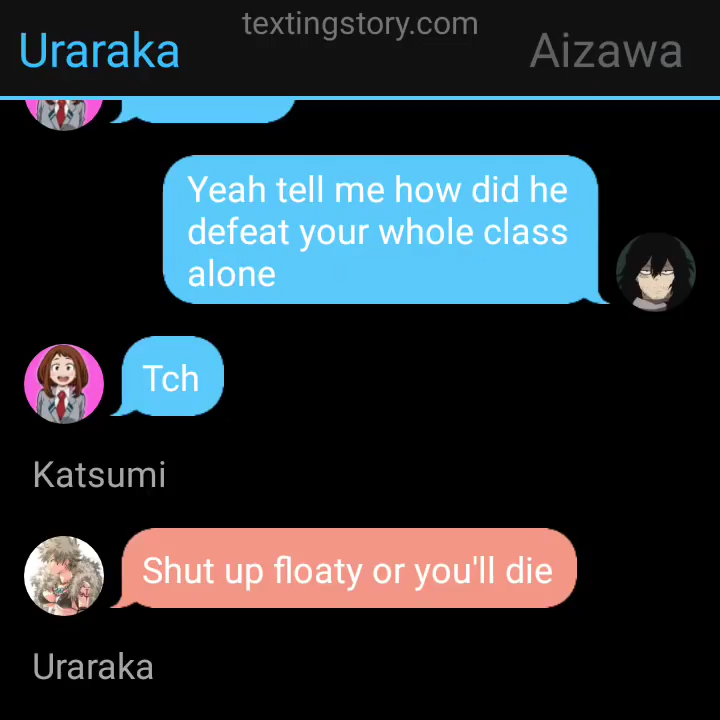 textingstory.com
Uraraka
Aizawa
Yeah tell me how did he
defeat your whole class
alone
Tch
Katsumi
Shut up floaty or you'll die
Uraraka